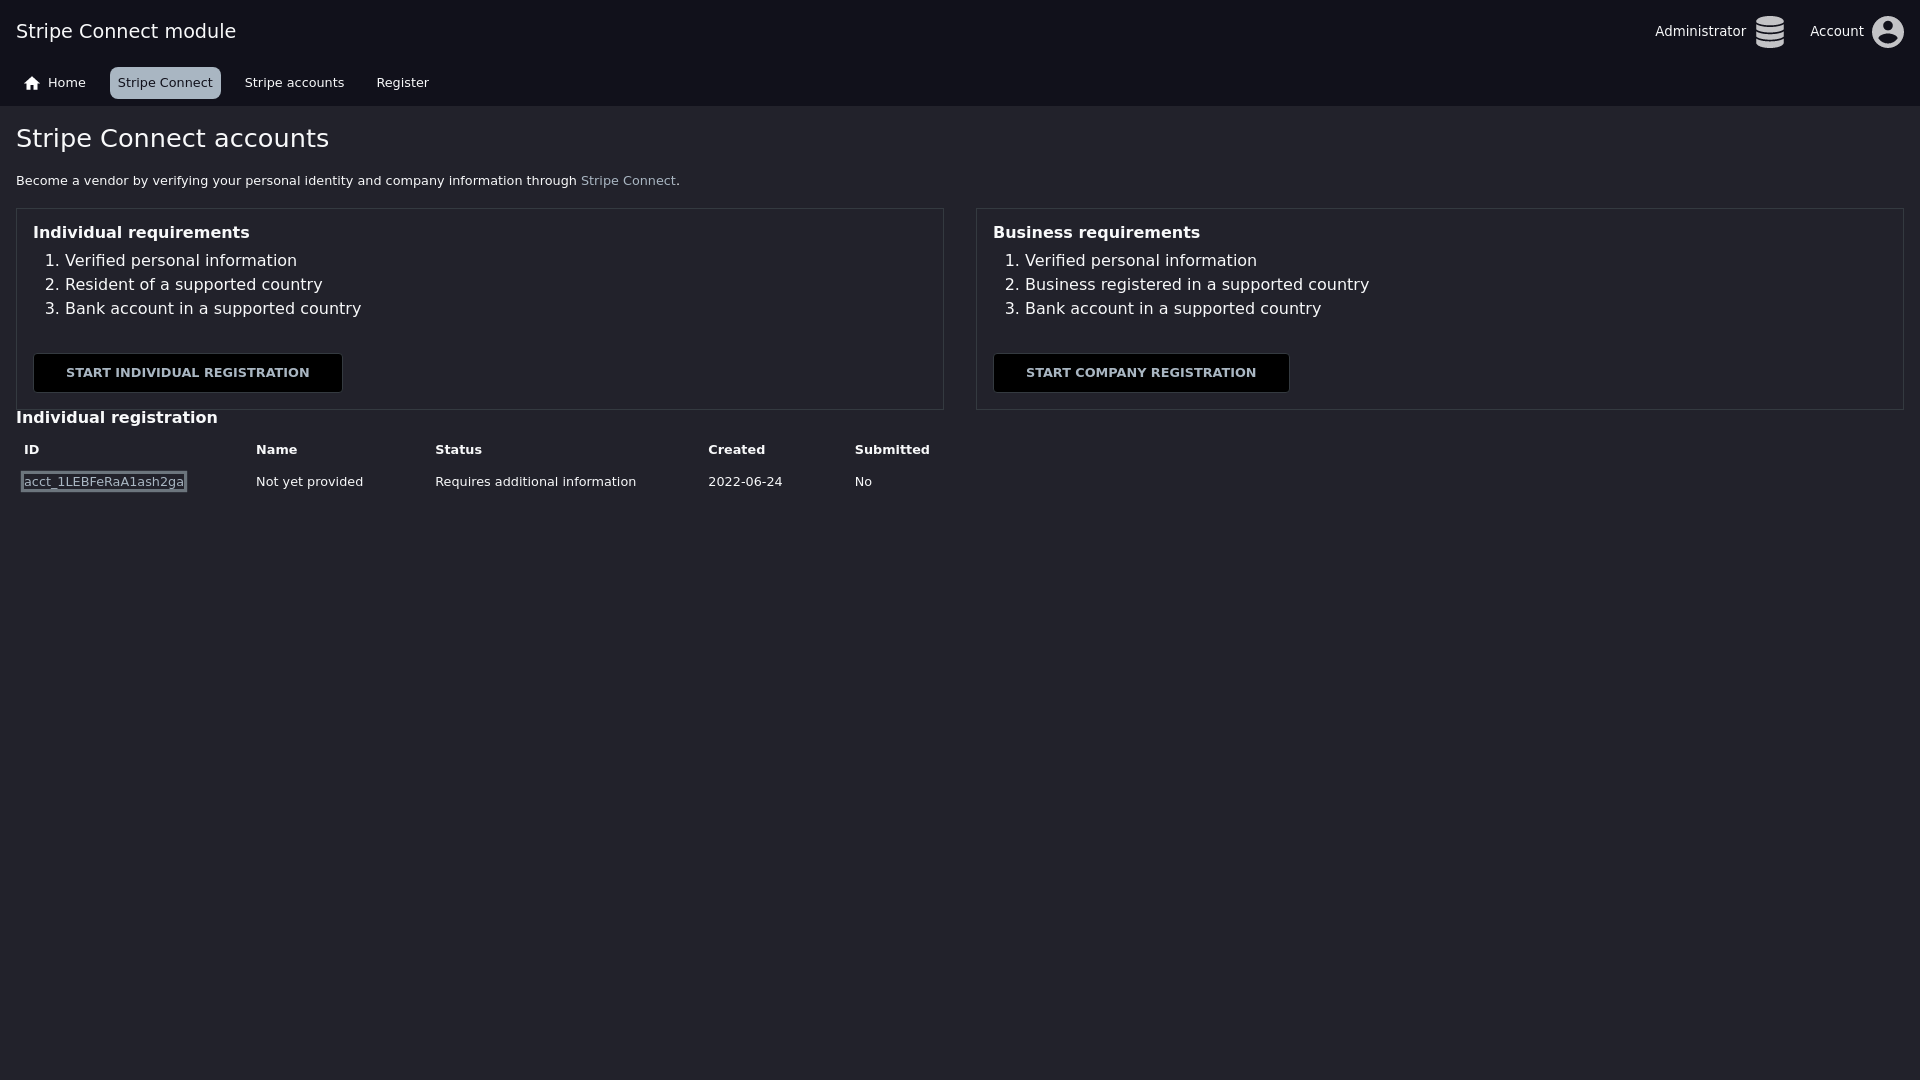 Stripe Connect module
Administrator
Account
Home
Stripe Connect
Stripe accounts
Register
Stripe Connect accounts
Become a vendor by verifying your personal identity and company information through Stripe Connect.
Individual requirements
1. Verified personal information
2. Resident of a supported country
3. Bank account in a supported country
START INDIVIDUAL REGISTRATION
Business requirements
1. Verified personal information
2. Business registered in a supported country
3. Bank account in a supported country
START COMPANY REGISTRATION
Individual registration
ID Name Status Created Submitted
acct_1LEBFeRaA1ash2ga Not yet provided Requires additional information 2022-06-24 No